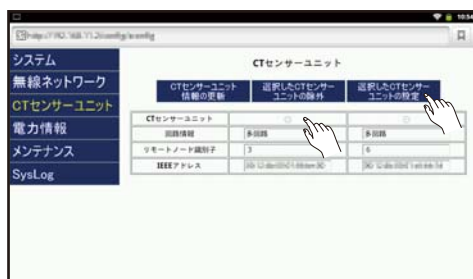 10:54
システム
無線ネットワーク
CTセンサーユニット
電力情報
メンテナンス
SysLog
CTセンサーユニット
CTセンサーユニット
情報の更新
選択したCTセンサー
ユニットの除外
選択したCTセンサー
ユニットの設定
CTセンサーユニット
回路情報 多回路 多回路
リモートノード識別子 3 6
IEEEアドレス